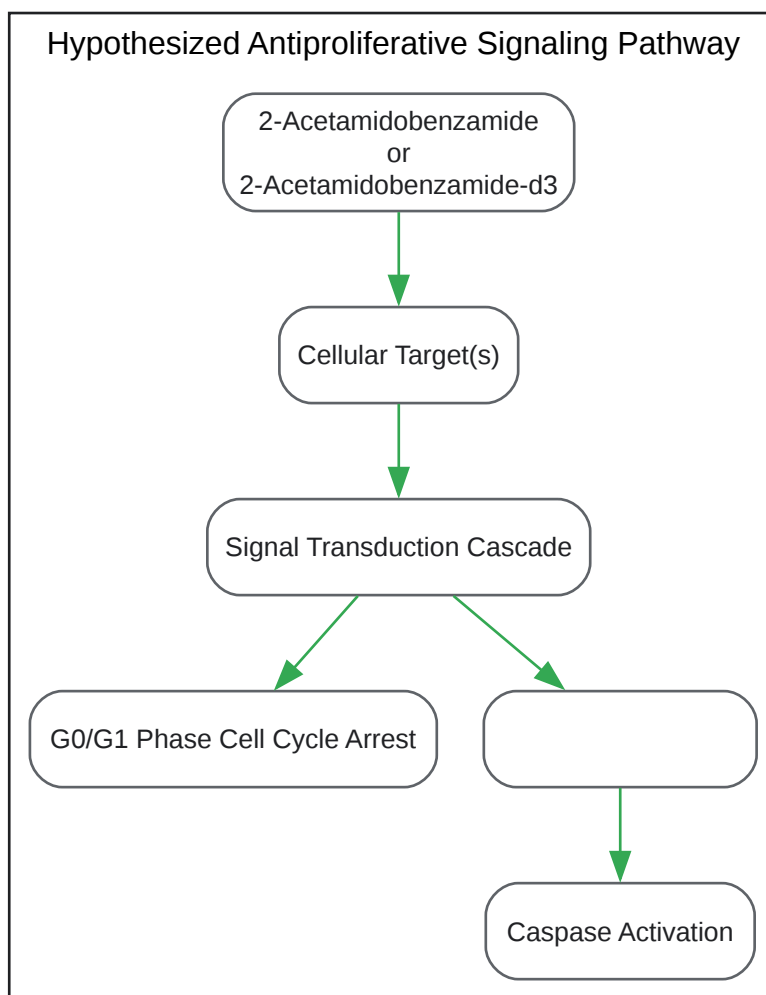 Hypothesized Antiproliferative Signaling Pathway
2-Acetamidobenzamide
or
2-Acetamidobenzamide-d3
Cellular Target(s)
Signal Transduction Cascade
G0/G1 Phase Cell Cycle Arrest
Caspase Activation